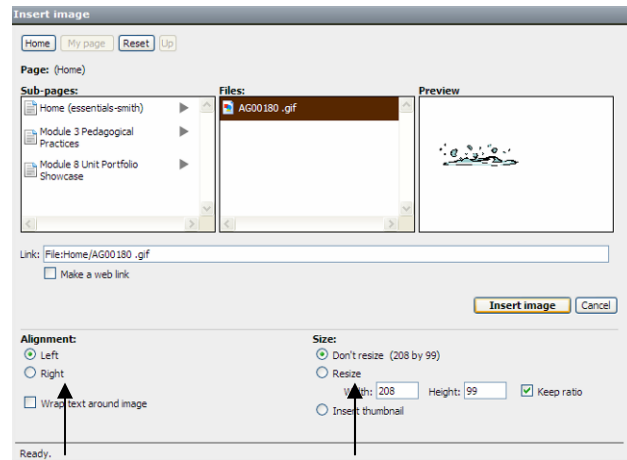 Insert image
Home My page Reset Up
Page: (Home)
Sub-pages: Files: Preview
Home (essentials-smith)
Module 3 Pedagogical
Practices
Module 8 Unit Portfolio
Showcase
AG00180 .gif
Link: File:Home/AG00180 .gif
Make a web link
Insert image Cancel
Alignment:
Left
Right
Wrap text around image
Size:
Don't resize (208 by 99)
Resize
Width: 208 Height: 99 Keep ratio
Insert thumbnail
Ready.